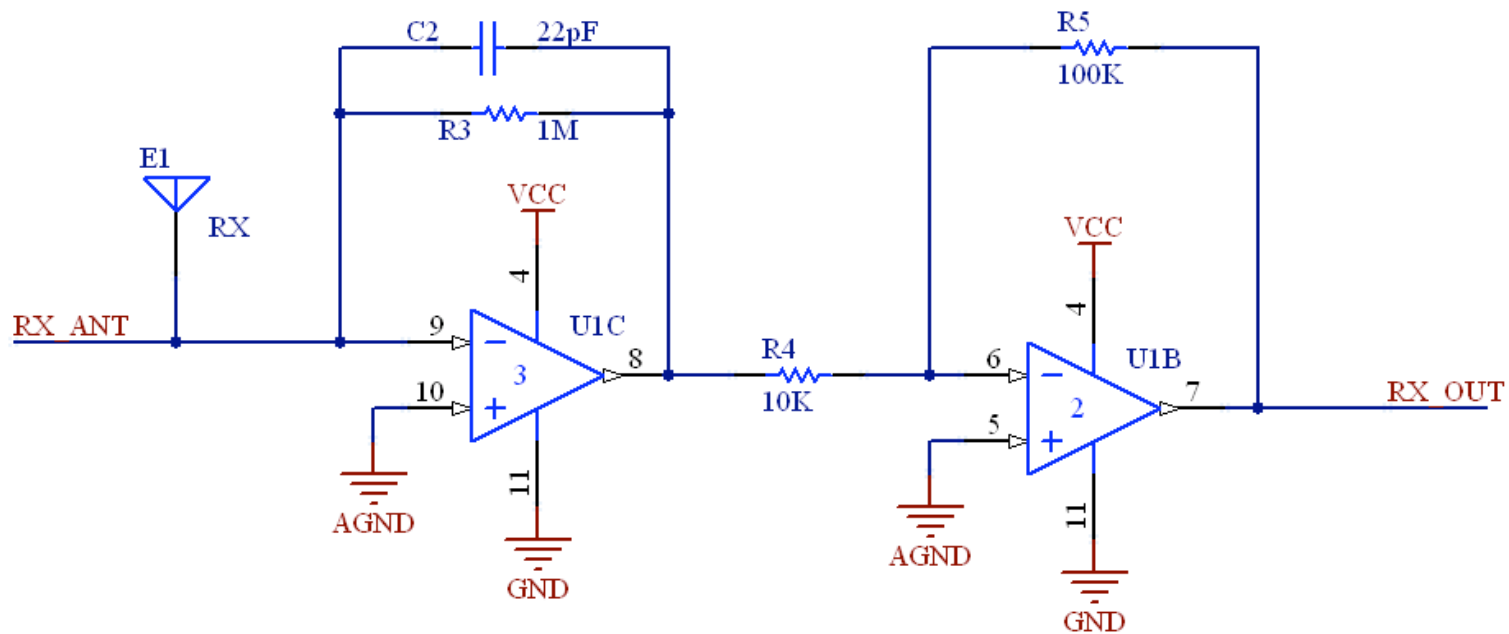 C2 22pF
R3 1M
E1
RX
RX_ANT
VCC
4
9
10
3
U1C
8
11
AGND
GND
R4
10K
R5
100K
VCC
4
6
5
2
U1B
7
11
AGND
GND
RX_OUT